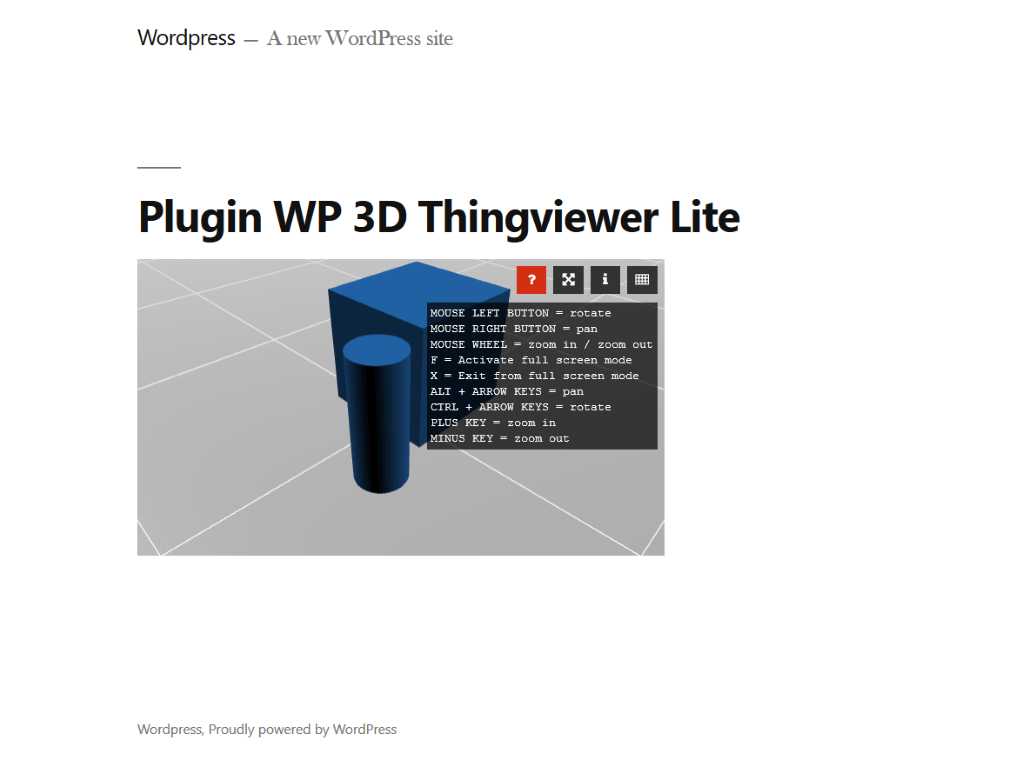 Wordpress — A new WordPress site
Plugin WP 3D Thingviewer Lite
?
i
MOUSE LEFT BUTTON = rotate
MOUSE RIGHT BUTTON = pan
MOUSE WHEEL = zoom in / zoom out
F = Activate full screen mode
X = Exit from full screen mode
ALT + ARROW KEYS = pan
CTRL + ARROW KEYS = rotate
PLUS KEY = zoom in
MINUS KEY = zoom out
Wordpress, Proudly powered by WordPress